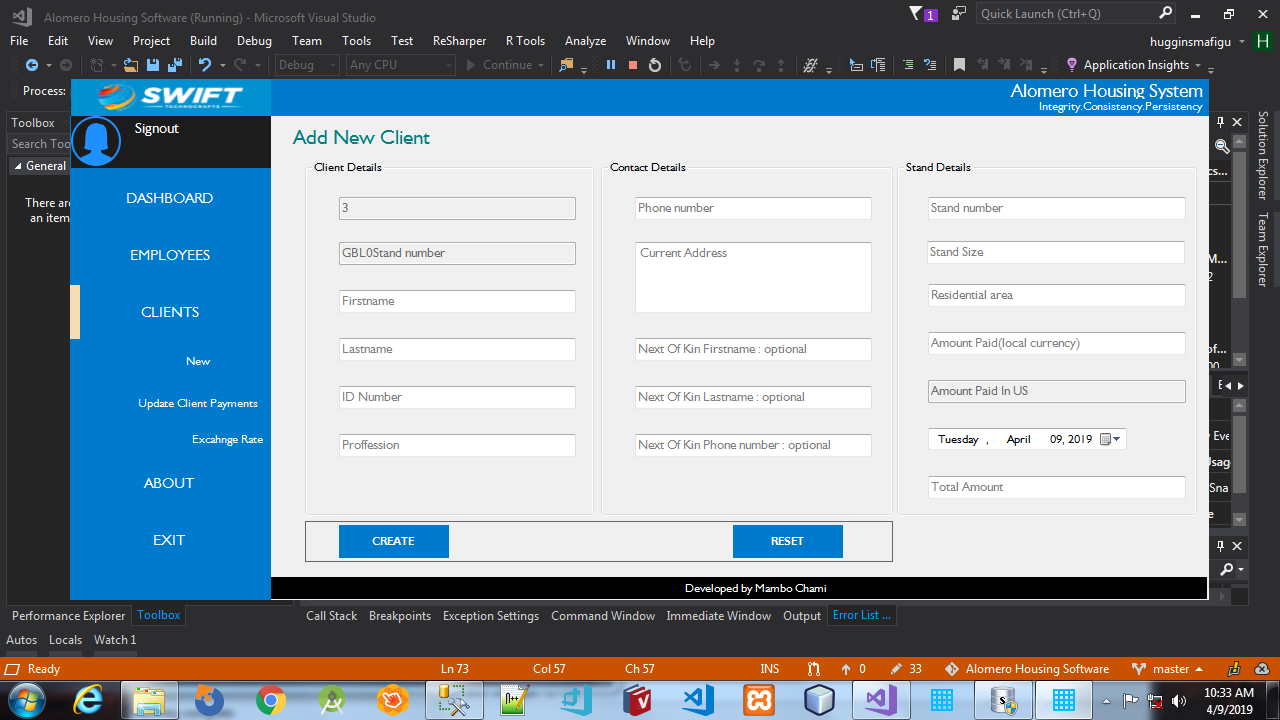 Alomero Housing Software (Running) - Microsoft Visual Studio
1
Quick Launch (Ctrl+Q)
File Edit View Project Build Debug Team Tools Test ReSharper R Tools Analyze Window Help
hugginsmafigu
H
Debug Any CPU Continue Application Insights
Process:
SWIFT
TECHNOCRAFTS
Alomero Housing System
Integrity.Consistency.Persistency
Toolbox
Search Too
General
There are
an item
Signout
DASHBOARD
EMPLOYEES
CLIENTS
New
Update Client Payments
Excahnge Rate
ABOUT
EXIT
Add New Client
Client Details
3
GBL0Stand number
Firstname
Lastname
ID Number
Proffession
Contact Details
Phone number
Current Address
Next Of Kin Firstname : optional
Next Of Kin Lastname : optional
Next Of Kin Phone number : optional
Stand Details
Stand number
Stand Size
Residential area
Amount Paid(local currency)
Amount Paid In US
Tuesday , April 09, 2019
Total Amount
CREATE
RESET
Developed by Mambo Chami
Solution Explorer
Team Explorer
Performance Explorer Toolbox
Call Stack Breakpoints Exception Settings Command Window Immediate Window Output Error List ...
Autos Locals Watch 1
Ready Ln 73 Col 57 Ch 57 INS 0 33 Alomero Housing Software master
10:33 AM
4/9/2019